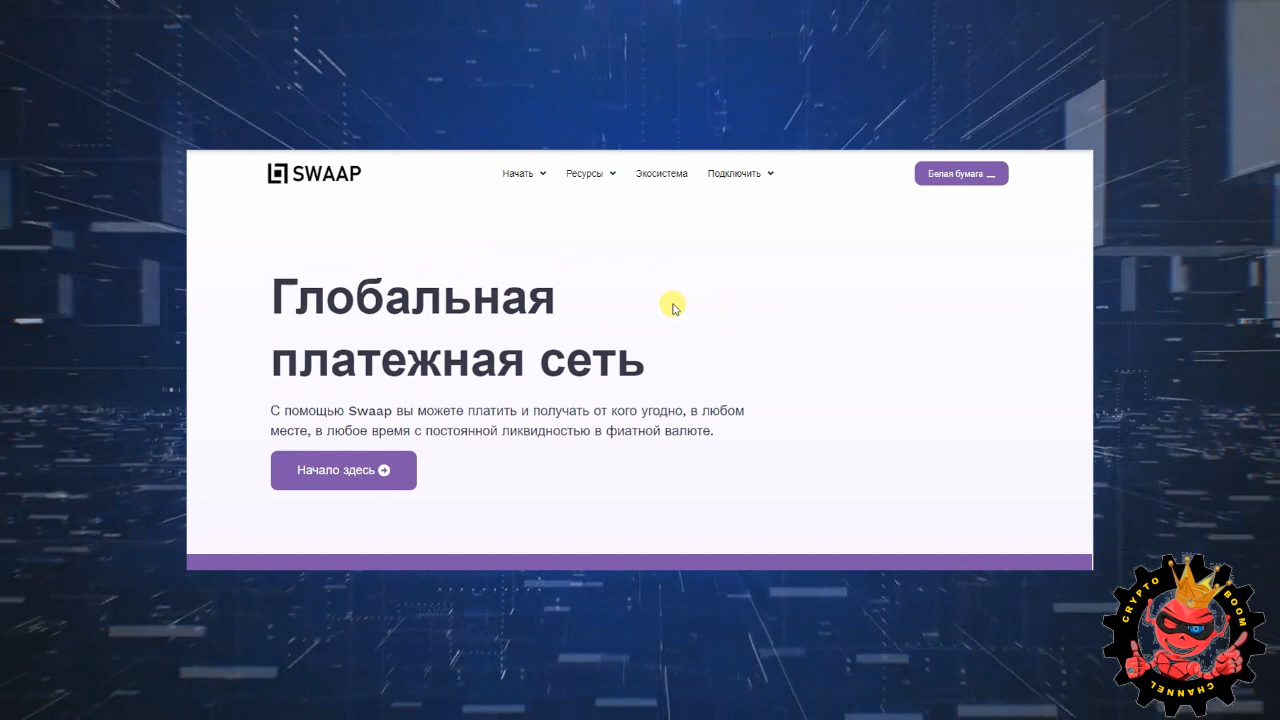 SWAAP
Начать
Ресурсы
Экосистема
Подключить
Белая бумага
Глобальная
платежная сеть
С помощью Swaap вы можете платить и получать от кого угодно, в любом
месте, в любое время с постоянной ликвидностью в фиатной валюте.
Начало здесь
CRYPTO BOOM
CHANNEL